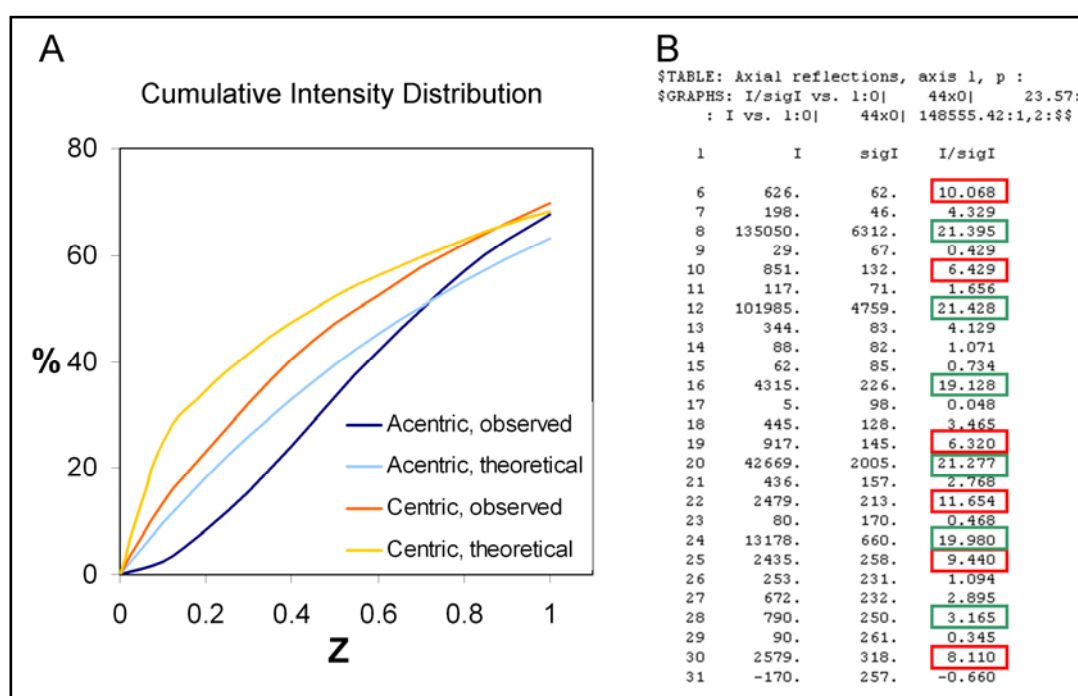 A
Cumulative Intensity Distribution
80
60
40
20
0
%
0
0.2
0.4
0.6
0.8
1
Z
Acentric, observed
Acentric, theoretical
Centric, observed
Centric, theoretical
B
$TABLE: Axial reflections, axis l, p :
$GRAPHS: I/sigI vs. l:0| 44x0| 23.57:
: I vs. l:0| 44x0| 148555.42:1,2:$$
l I sigI I/sigI
6 626. 62. 10.068
7 198. 46. 4.329
8 135050. 6312. 21.395
9 29. 67. 0.429
10 851. 132. 6.429
11 117. 71. 1.656
12 101985. 4759. 21.428
13 344. 83. 4.129
14 88. 82. 1.071
15 62. 85. 0.734
16 4315. 226. 19.128
17 5. 98. 0.048
18 445. 128. 3.465
19 917. 145. 6.320
20 42669. 2005. 21.277
21 436. 157. 2.768
22 2479. 213. 11.654
23 80. 170. 0.468
24 13178. 660. 19.980
25 2435. 258. 9.440
26 253. 231. 1.094
27 672. 232. 2.895
28 790. 250. 3.165
29 90. 261. 0.345
30 2579. 318. 8.110
31 -170. 257. -0.660